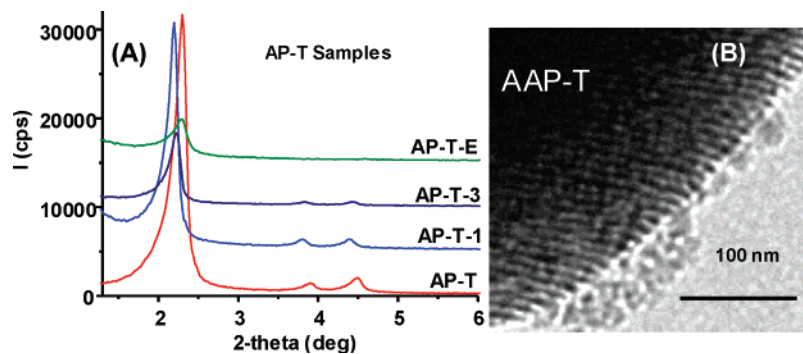 30000
20000
10000
0
I (cps)
(A)
AP-T Samples
AP-T-E
AP-T-3
AP-T-1
AP-T
2 3 4 5 6
2-theta (deg)
(B)
AAP-T
100 nm